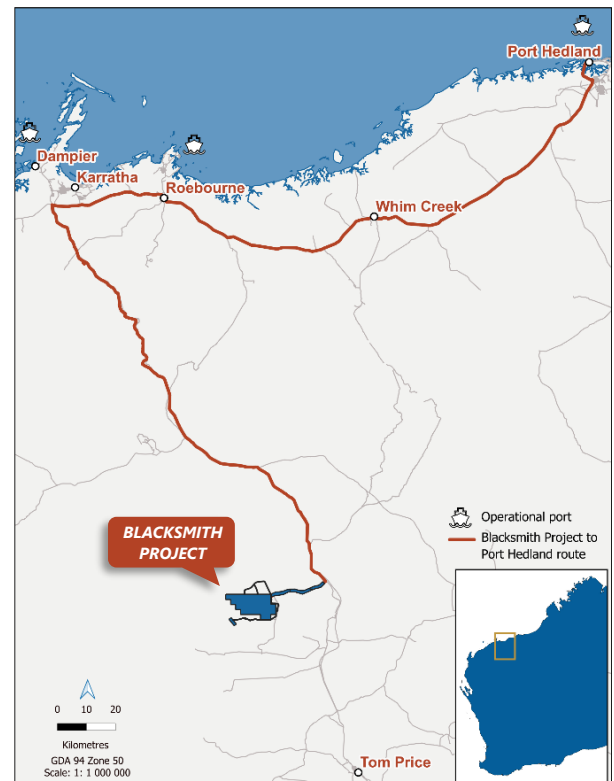 Port Hedland
Dampier
Karratha
Roebourne
Whim Creek
BLACKSMITH
PROJECT
Operational port
Blacksmith Project to
Port Hedland route
0 10 20
Kilometres
GDA 94 Zone 50
Scale: 1: 1 000 000
Tom Price